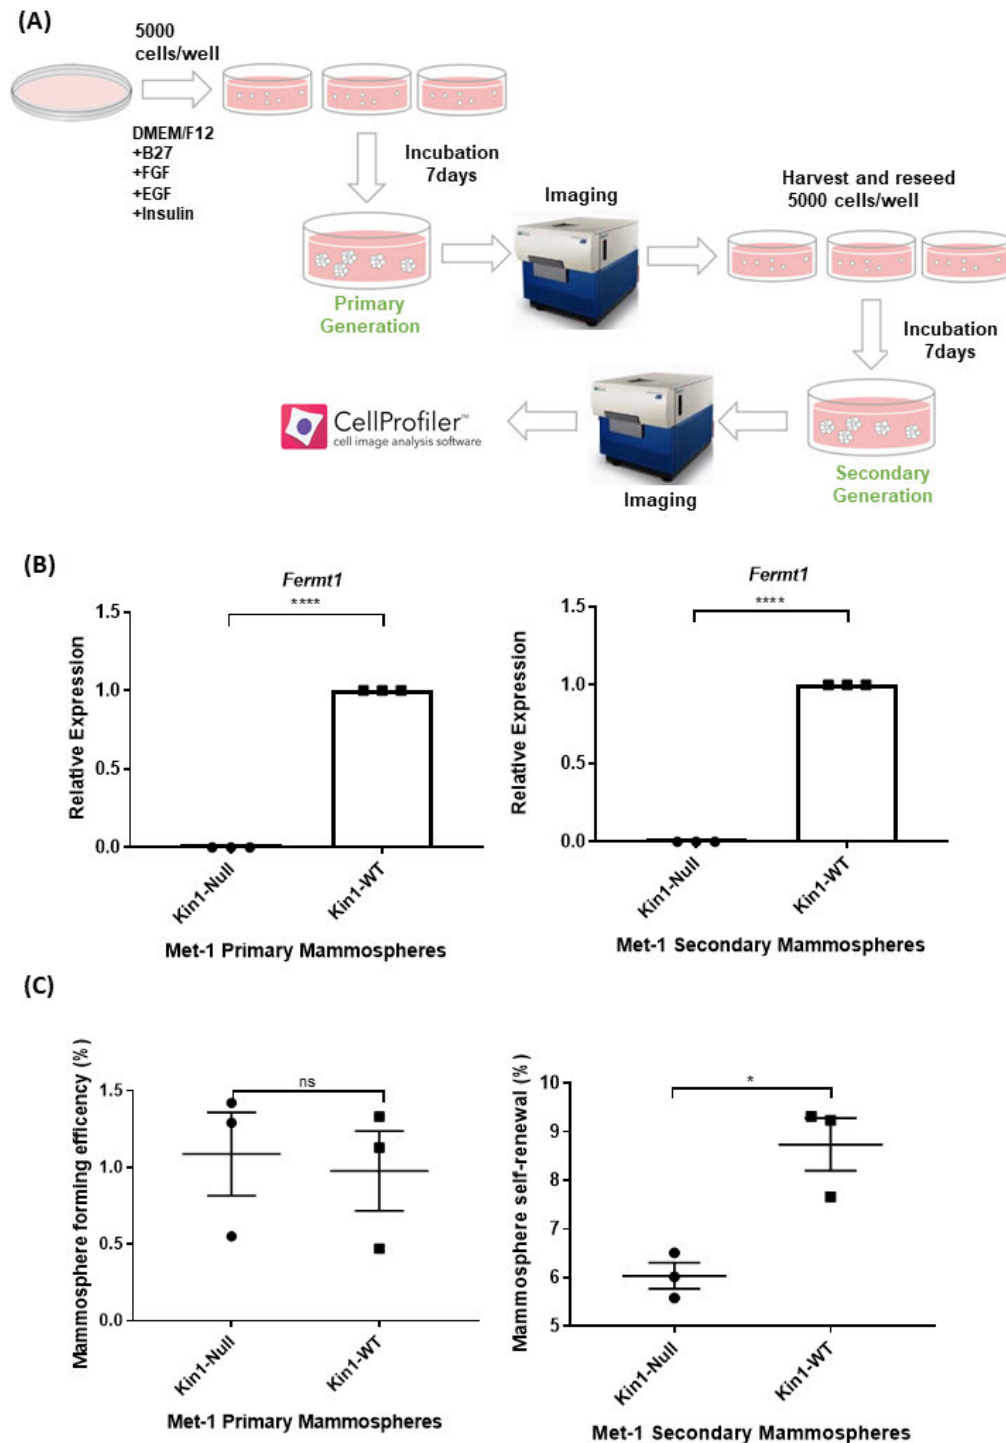 (A)
5000
cells/well
DMEM/F12
+B27
+FGF
+EGF
+Insulin
Incubation
7days
Imaging
Harvest and reseed
5000 cells/well
Primary
Generation
Incubation
7days
CellProfiler™
cell image analysis software
Imaging
Secondary
Generation
(B)
Fermt1
****
1.5
1.0
0.5
0.0
Relative Expression
Kin1-Null
Kin1-WT
Met-1 Primary Mammospheres
Fermt1
****
1.5
1.0
0.5
0.0
Relative Expression
Kin1-Null
Kin1-WT
Met-1 Secondary Mammospheres
(C)
Mammosphere forming efficency (%)
ns
1.5
1.0
0.5
0.0
Kin1-Null
Kin1-WT
Met-1 Primary Mammospheres
Mammosphere self-renewal (%)
*
10
9
8
7
6
5
Kin1-Null
Kin1-WT
Met-1 Secondary Mammospheres